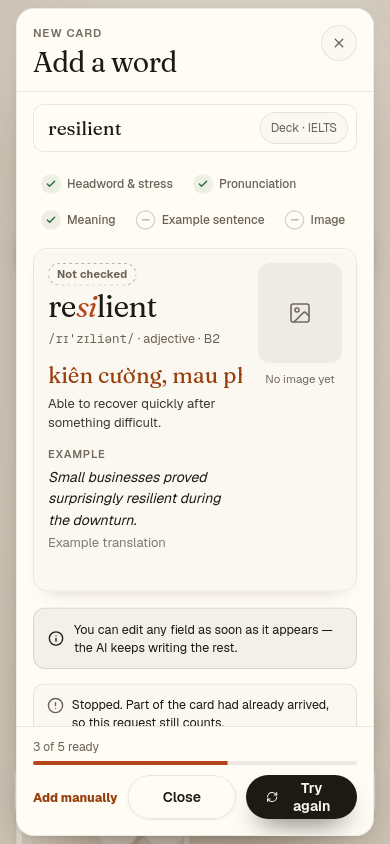 NEW CARD
Add a word
resilient
Deck · IELTS
Headword & stress
Pronunciation
Meaning
Example sentence
Image
Not checked
resilient
/rɪˈzɪliənt/ · adjective · B2
kiên cường, mau
No image yet
Able to recover quickly after
something difficult.
EXAMPLE
Small businesses proved
surprisingly resilient during
the downturn.
Example translation
You can edit any field as soon as it appears —
the AI keeps writing the rest.
Stopped. Part of the card had already arrived,
so this request still counts.
3 of 5 ready
Add manually
Close
Try
again